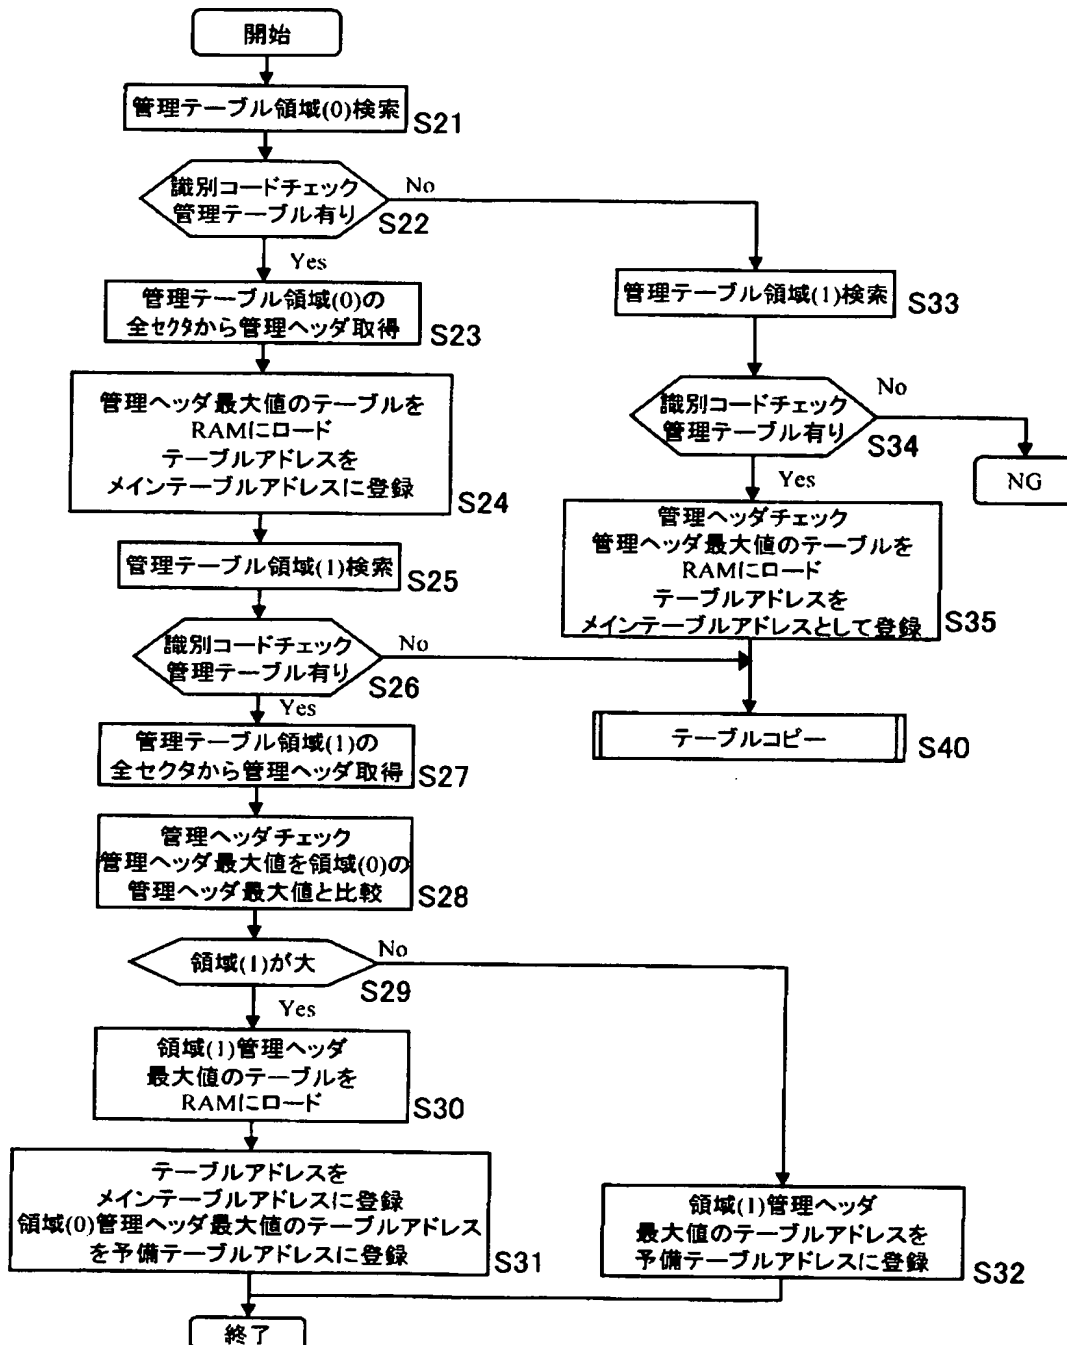 開始
管理テーブル領域(0)検索
S21
識別コードチェック
管理テーブル有り
S22
No
Yes
管理テーブル領域(0)の
全セクタから管理ヘッダ取得
S23
管理ヘッダ最大値のテーブルを
RAMにロード
テーブルアドレスを
メインテーブルアドレスに登録
S24
管理テーブル領域(1)検索
S25
識別コードチェック
管理テーブル有り
S26
No
Yes
管理テーブル領域(1)の
全セクタから管理ヘッダ取得
S27
管理ヘッダチェック
管理ヘッダ最大値を領域(0)の
管理ヘッダ最大値と比較
S28
領域(1)が大
S29
No
Yes
領域(1)管理ヘッダ
最大値のテーブルを
RAMにロード
S30
テーブルアドレスを
メインテーブルアドレスに登録
領域(0)管理ヘッダ最大値のテーブルアドレス
を予備テーブルアドレスに登録
S31
領域(1)管理ヘッダ
最大値のテーブルアドレスを
予備テーブルアドレスに登録
S32
終了
管理テーブル領域(1)検索
S33
識別コードチェック
管理テーブル有り
S34
No
NG
Yes
管理ヘッダチェック
管理ヘッダ最大値のテーブルを
RAMにロード
テーブルアドレスを
メインテーブルアドレスとして登録
S35
テーブルコピー
S40